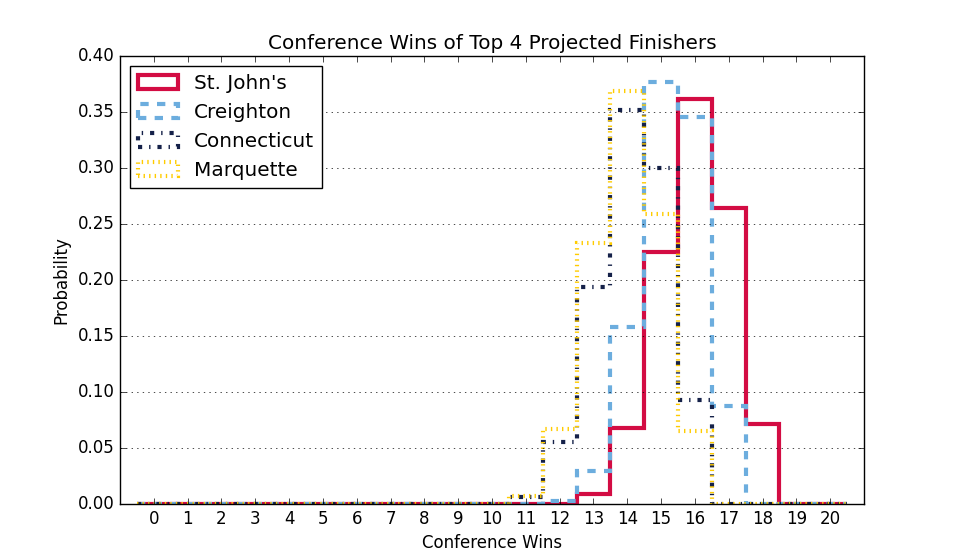 Conference Wins of Top 4 Projected Finishers
0.40
0.35
0.30
0.25
0.20
0.15
0.10
0.05
0.00
Probability
St. John's
Creighton
Connecticut
Marquette
0 1 2 3 4 5 6 7 8 9 10 11 12 13 14 15 16 17 18 19 20
Conference Wins